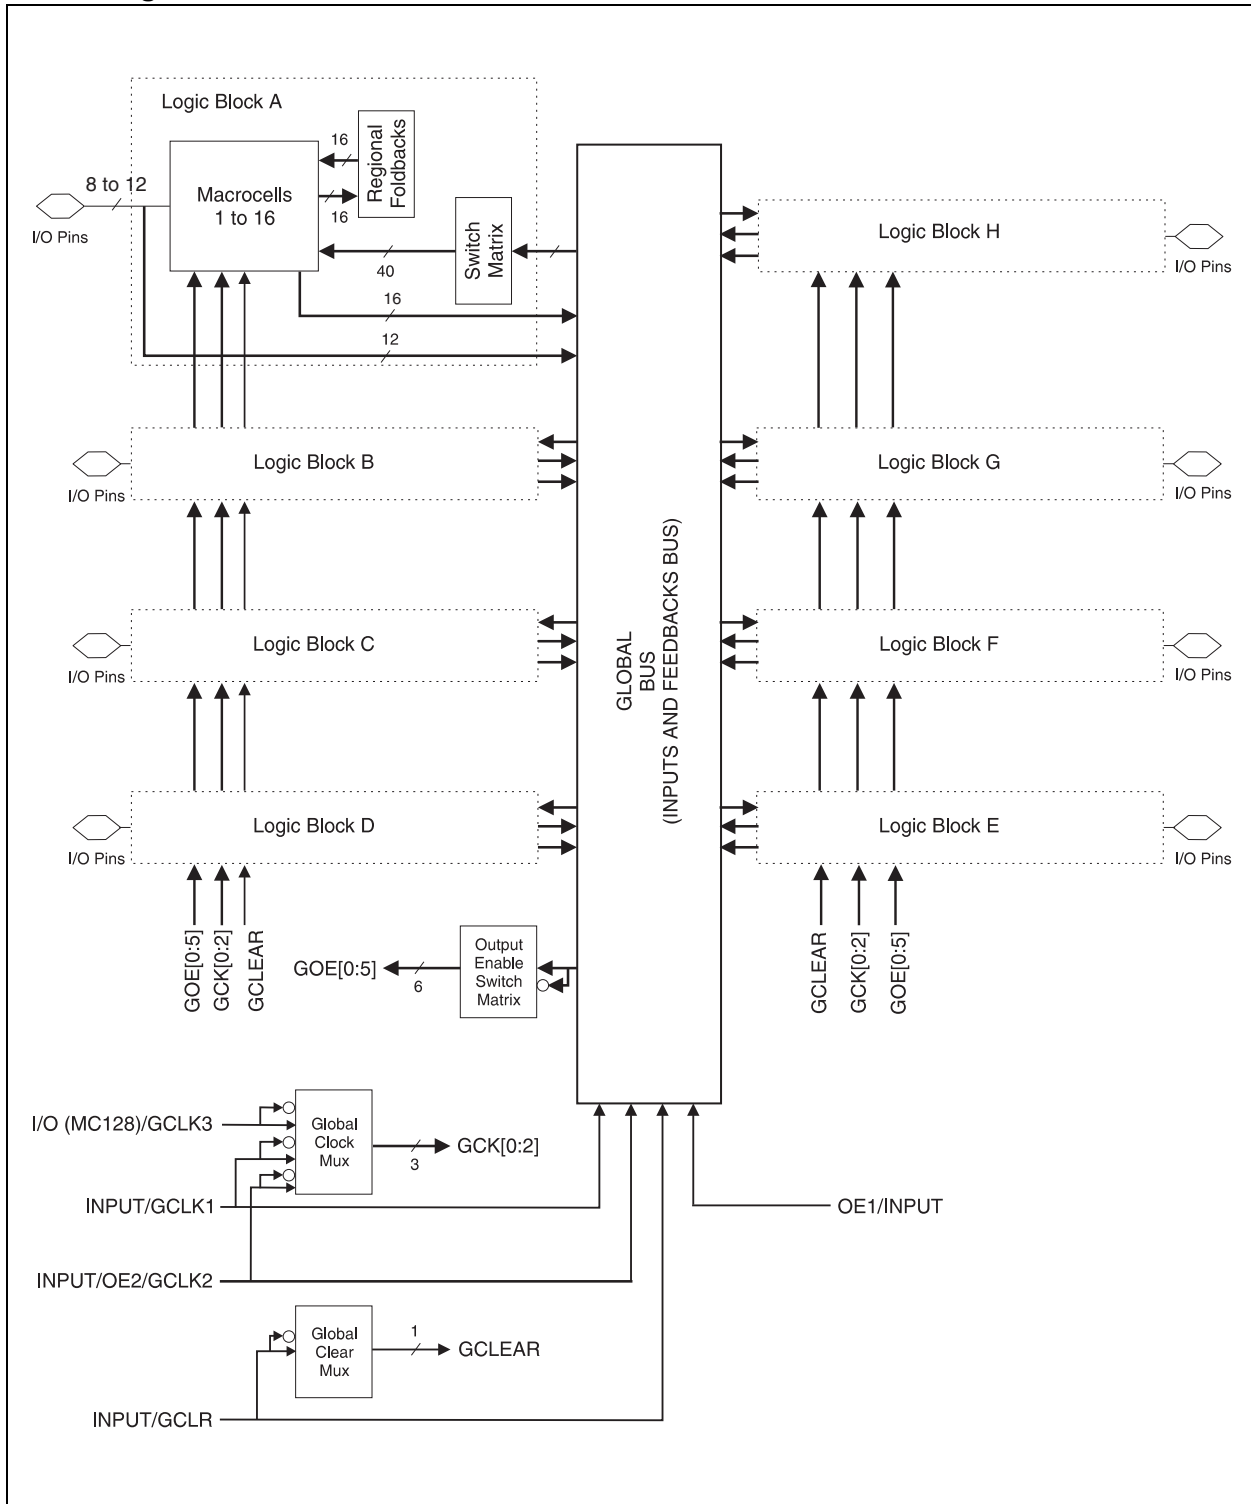 Logic Block A
Macrocells
1 to 16
16
16
Regional
Foldbacks
8 to 12
I/O Pins
Switch
Matrix
40
16
12
Logic Block H
I/O Pins
Logic Block B
I/O Pins
Logic Block G
I/O Pins
Logic Block C
I/O Pins
Logic Block F
I/O Pins
Logic Block D
I/O Pins
Logic Block E
I/O Pins
GLOBAL
BUS
(INPUTS AND FEEDBACKS BUS)
GOE[0:5]
GCK[0:2]
GCLEAR
GOE[0:5]
6
Output
Enable
Switch
Matrix
GCLEAR
GCK[0:2]
GOE[0:5]
I/O (MC128)/GCLK3
Global
Clock
Mux
3
GCK[0:2]
INPUT/GCLK1
OE1/INPUT
INPUT/OE2/GCLK2
Global
Clear
Mux
1
GCLEAR
INPUT/GCLR